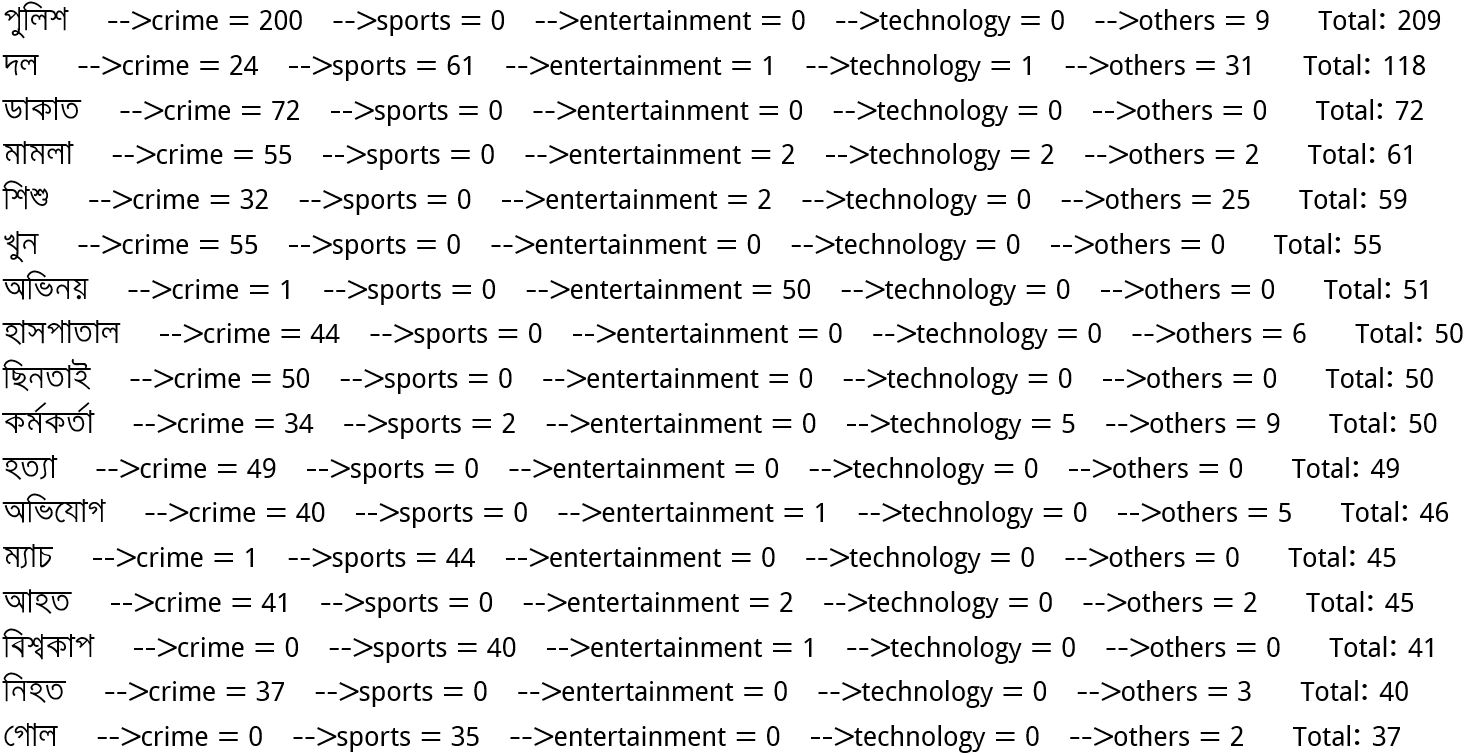 পুলিশ -->crime = 200 -->sports = 0 -->entertainment = 0 -->technology = 0 -->others = 9 Total: 209
দল -->crime = 24 -->sports = 61 -->entertainment = 1 -->technology = 1 -->others = 31 Total: 118
ডাকাত -->crime = 72 -->sports = 0 -->entertainment = 0 -->technology = 0 -->others = 0 Total: 72
মামলা -->crime = 55 -->sports = 0 -->entertainment = 2 -->technology = 2 -->others = 2 Total: 61
শিশু -->crime = 32 -->sports = 0 -->entertainment = 2 -->technology = 0 -->others = 25 Total: 59
খুন -->crime = 55 -->sports = 0 -->entertainment = 0 -->technology = 0 -->others = 0 Total: 55
অভিনয় -->crime = 1 -->sports = 0 -->entertainment = 50 -->technology = 0 -->others = 0 Total: 51
হাসপাতাল -->crime = 44 -->sports = 0 -->entertainment = 0 -->technology = 0 -->others = 6 Total: 50
ছিনতাই -->crime = 50 -->sports = 0 -->entertainment = 0 -->technology = 0 -->others = 0 Total: 50
কর্মকর্তা -->crime = 34 -->sports = 2 -->entertainment = 0 -->technology = 5 -->others = 9 Total: 50
হত্যা -->crime = 49 -->sports = 0 -->entertainment = 0 -->technology = 0 -->others = 0 Total: 49
অভিযোগ -->crime = 40 -->sports = 0 -->entertainment = 1 -->technology = 0 -->others = 5 Total: 46
ম্যাচ -->crime = 1 -->sports = 44 -->entertainment = 0 -->technology = 0 -->others = 0 Total: 45
আহত -->crime = 41 -->sports = 0 -->entertainment = 2 -->technology = 0 -->others = 2 Total: 45
বিশ্বকাপ -->crime = 0 -->sports = 40 -->entertainment = 1 -->technology = 0 -->others = 0 Total: 41
নিহত -->crime = 37 -->sports = 0 -->entertainment = 0 -->technology = 0 -->others = 3 Total: 40
গোল -->crime = 0 -->sports = 35 -->entertainment = 0 -->technology = 0 -->others = 2 Total: 37